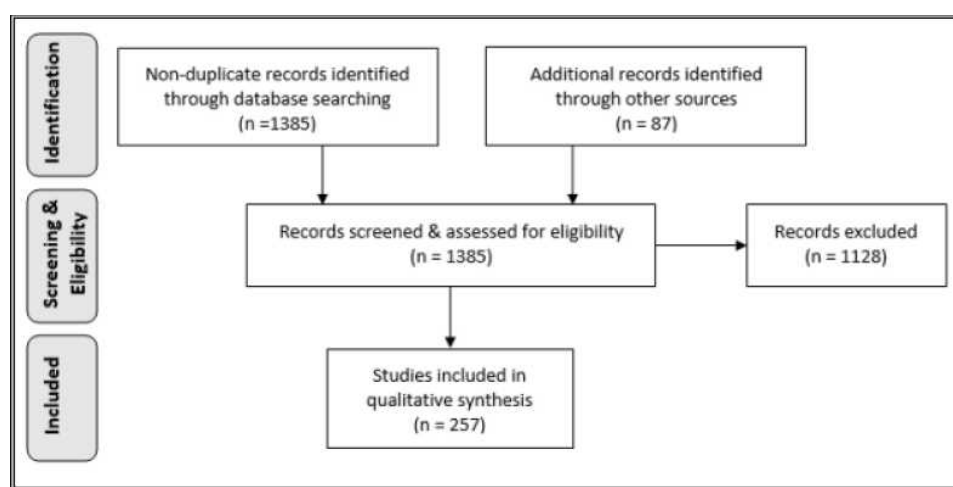 Identification
Non-duplicate records identified
through database searching
(n =1385)
Additional records identified
through other sources
(n = 87)
Screening &
Eligibility
Records screened & assessed for eligibility
(n = 1385)
Records excluded
(n = 1128)
Included
Studies included in
qualitative synthesis
(n = 257)